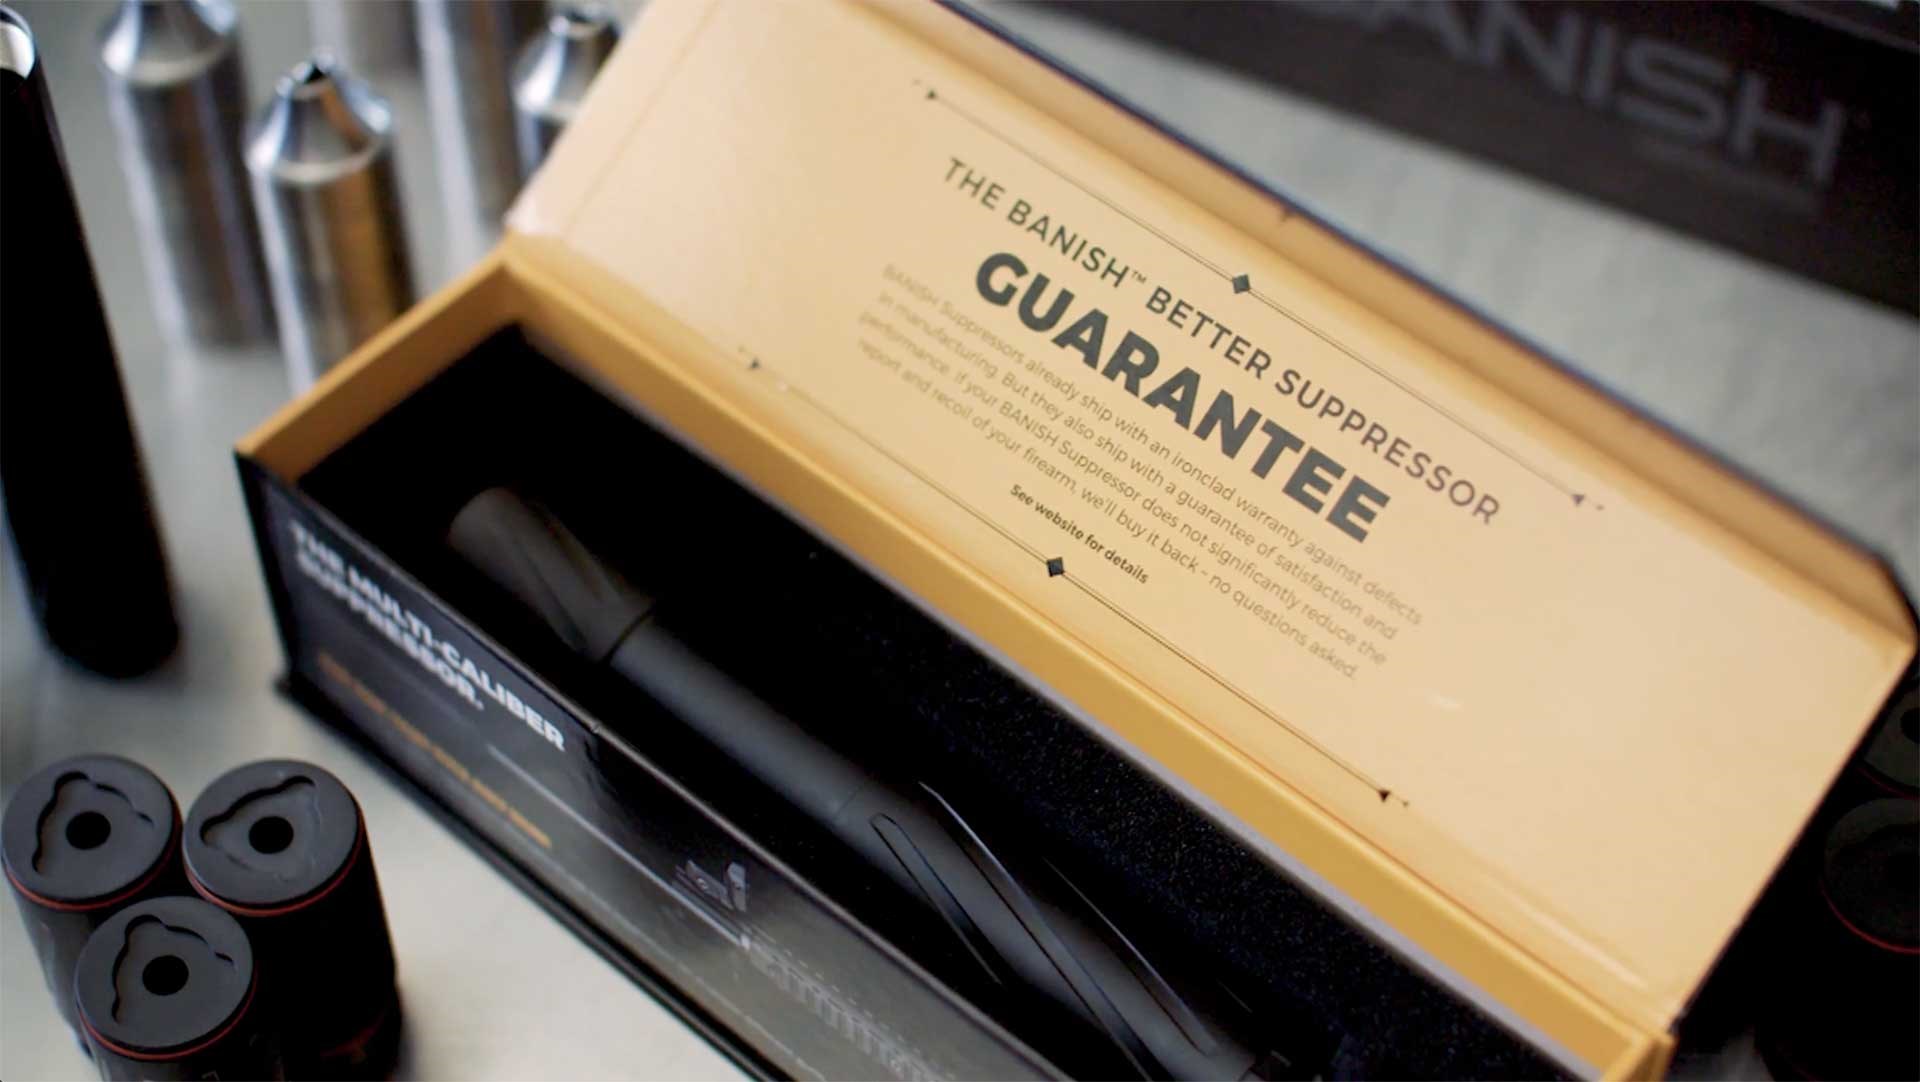 BANISH
THE BANISH™ BETTER SUPPRESSOR
GUARANTEE
BANISH Suppressors already ship with an ironclad warranty against defects
in manufacturing. But they also ship with a guarantee of satisfaction and
performance. If your BANISH Suppressor does not significantly reduce the
report and recoil of your firearm, we'll buy it back - no questions asked.
See website for details
THE MULTI-CALIBER
SUPPRESSOR.